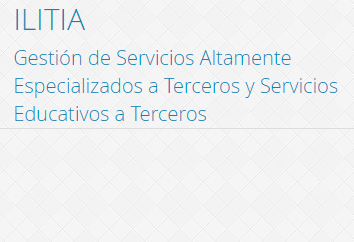 ILITIA
Gestión de Servicios Altamente
Especializados a Terceros y Servicios
Educativos a Terceros